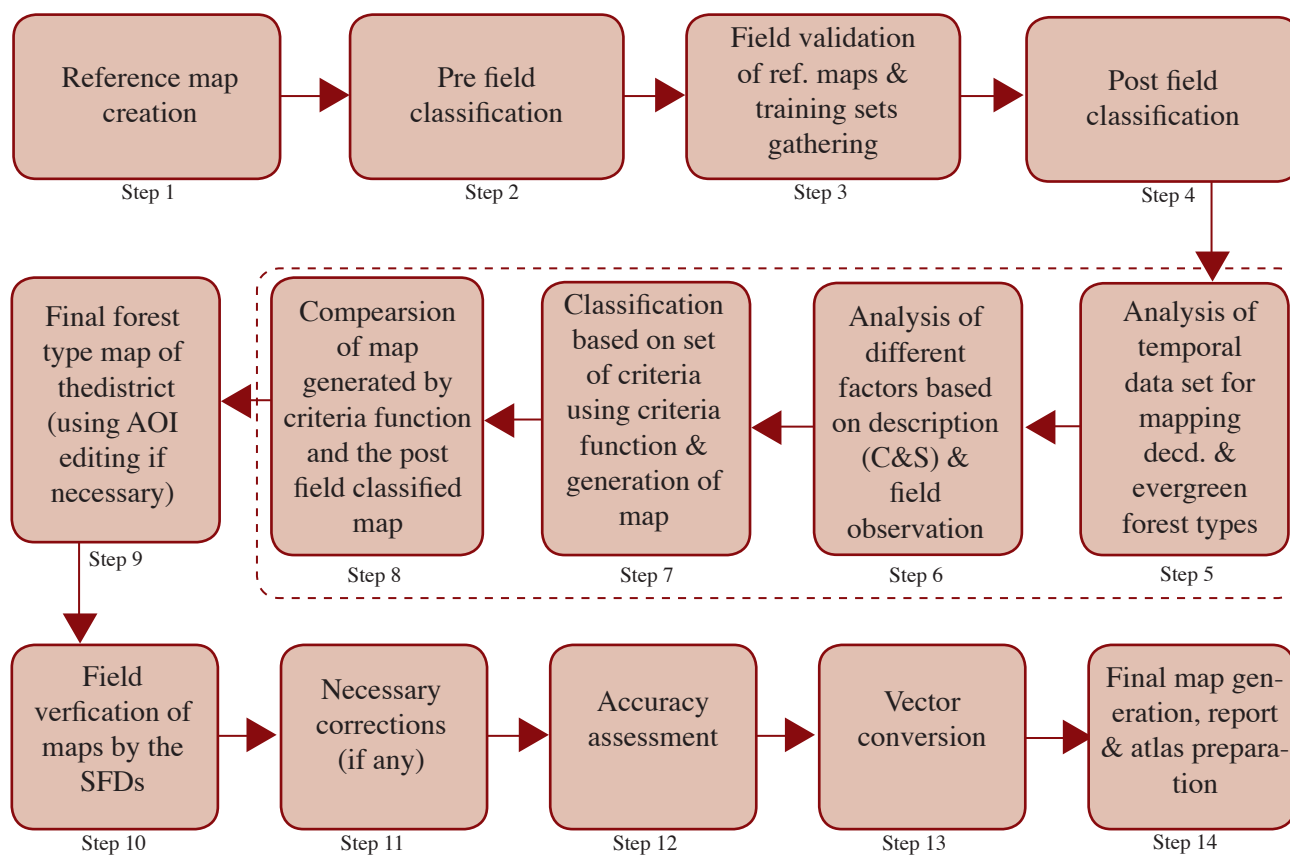 Reference map
creation
Step 1
Pre field
classification
Step 2
Field validation
of ref. maps &
training sets
gathering
Step 3
Post field
classification
Step 4
Analysis of
temporal
data set for
mapping
decd. &
evergreen
forest types
Step 5
Analysis of
different
factors based
on description
(C&S) &
field
observation
Step 6
Classification
based on set
of criteria
using criteria
function &
generation of
map
Step 7
Compearsion
of map
generated by
criteria function
and the post
field classified
map
Step 8
Final forest
type map of
thedistrict
(using AOI
editing if
necessary)
Step 9
Field
verfication of
maps by the
SFDs
Step 10
Necessary
corrections
(if any)
Step 11
Accuracy
assessment
Step 12
Vector
conversion
Step 13
Final map gen-
eration, report
& atlas prepara-
tion
Step 14